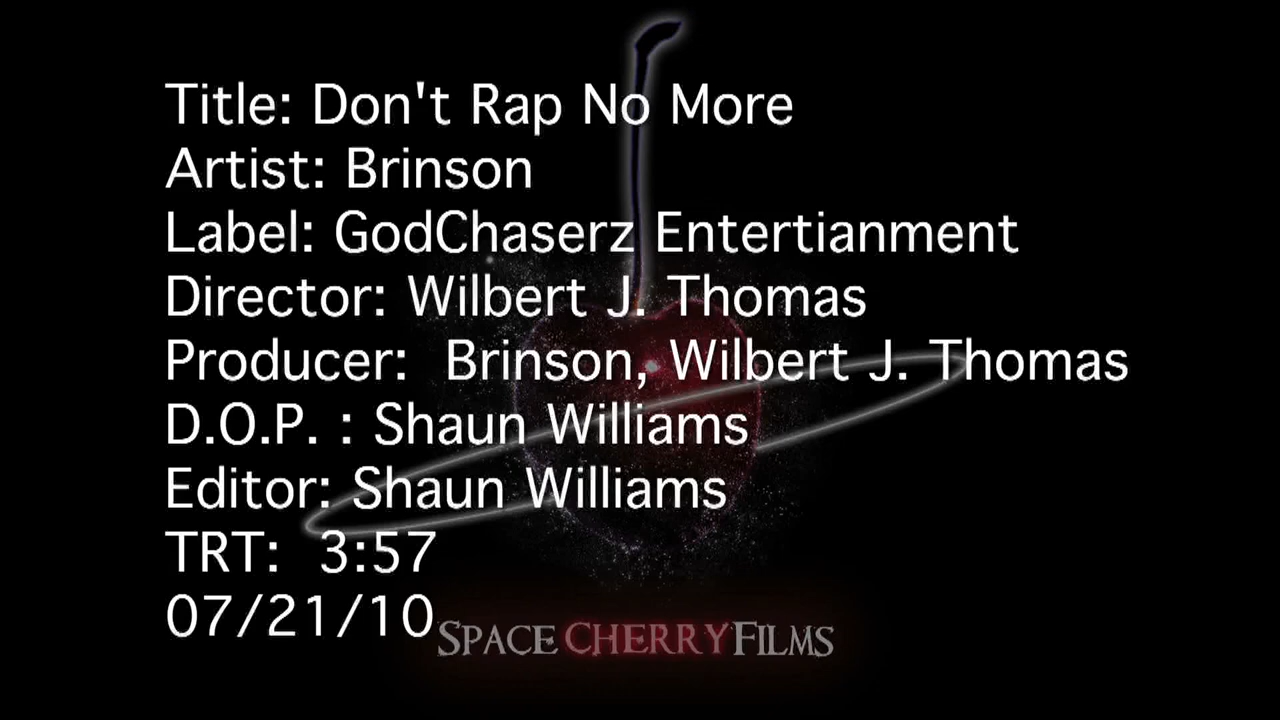 Title: Don't Rap No More
Artist: Brinson
Label: GodChaserz Entertianment
Director: Wilbert J. Thomas
Producer:  Brinson, Wilbert J. Thomas
D.O.P. : Shaun Williams
Editor: Shaun Williams
TRT:  3:57
07/21/10
SPACE CHERRY FILMS